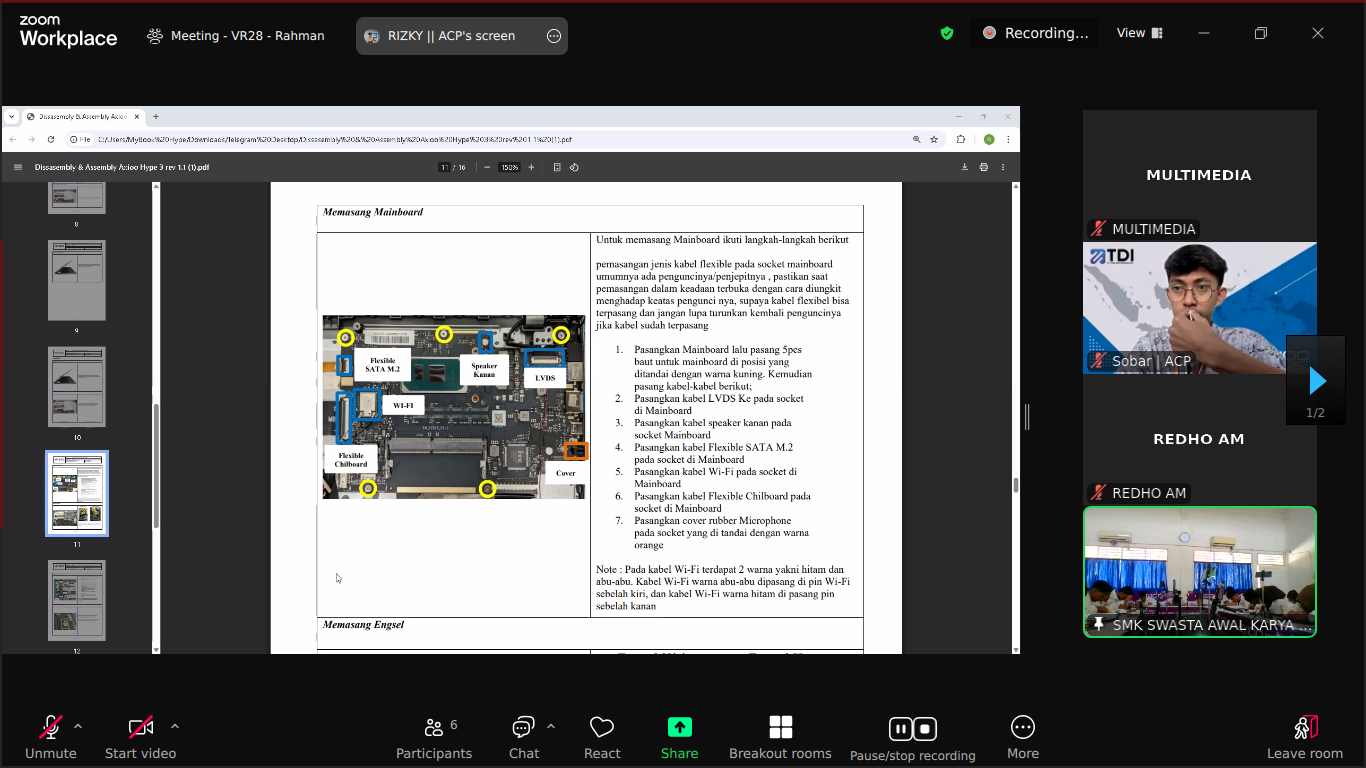 zoom
Workplace
Meeting - VR28 - Rahman
RIZKY || ACP's screen
Recording...
View
Disassembly & Assembly Axioo
File
C:/Users/MyBook%20Hype/Downloads/Telegram%20Desktop/Dissasembly%20&%20Assembly%20Axioo%20Hype%203%20rev%201.1%20(1).pdf
Dissasembly & Assembly Axioo Hype 3 rev 1.1 (1).pdf
11 / 16
150%
8
9
10
11
12
Memasang Mainboard
Flexible
SATA M.2
Speaker
Kanan
LVDS
WI-FI
Flexible
Chilboard
Cover
Untuk memasang Mainboard ikuti langkah-langkah berikut
pemasangan jenis kabel flexible pada socket mainboard
umumnya ada penguncinya/penjepitnya , pastikan saat
pemasangan dalam keadaan terbuka dengan cara diungkit
menghadap keatas pengunci nya, supaya kabel flexibel bisa
terpasang dan jangan lupa turunkan kembali penguncinya
jika kabel sudah terpasang
1. Pasangkan Mainboard lalu pasang 5pcs
baut untuk mainboard di posisi yang
ditandai dengan warna kuning. Kemudian
pasang kabel-kabel berikut;
2. Pasangkan kabel LVDS Ke pada socket
di Mainboard
3. Pasangkan kabel speaker kanan pada
socket Mainboard
4. Pasangkan kabel Flexible SATA M.2
pada socket di Mainboard
5. Pasangkan kabel Wi-Fi pada socket di
Mainboard
6. Pasangkan kabel Flexible Chilboard pada
socket di Mainboard
7. Pasangkan cover rubber Microphone
pada socket yang di tandai dengan warna
orange
Note : Pada kabel Wi-Fi terdapat 2 warna yakni hitam dan
abu-abu. Kabel Wi-Fi warna abu-abu dipasang di pin Wi-Fi
sebelah kiri, dan kabel Wi-Fi warna hitam di pasang pin
sebelah kanan
Memasang Engsel
MULTIMEDIA
MULTIMEDIA
TDI
Sobar | ACP
1/2
REDHO AM
REDHO AM
SMK SWASTA AWAL KARYA ...
Unmute
Start video
Participants
6
Chat
React
Share
Breakout rooms
Pause/stop recording
More
Leave room